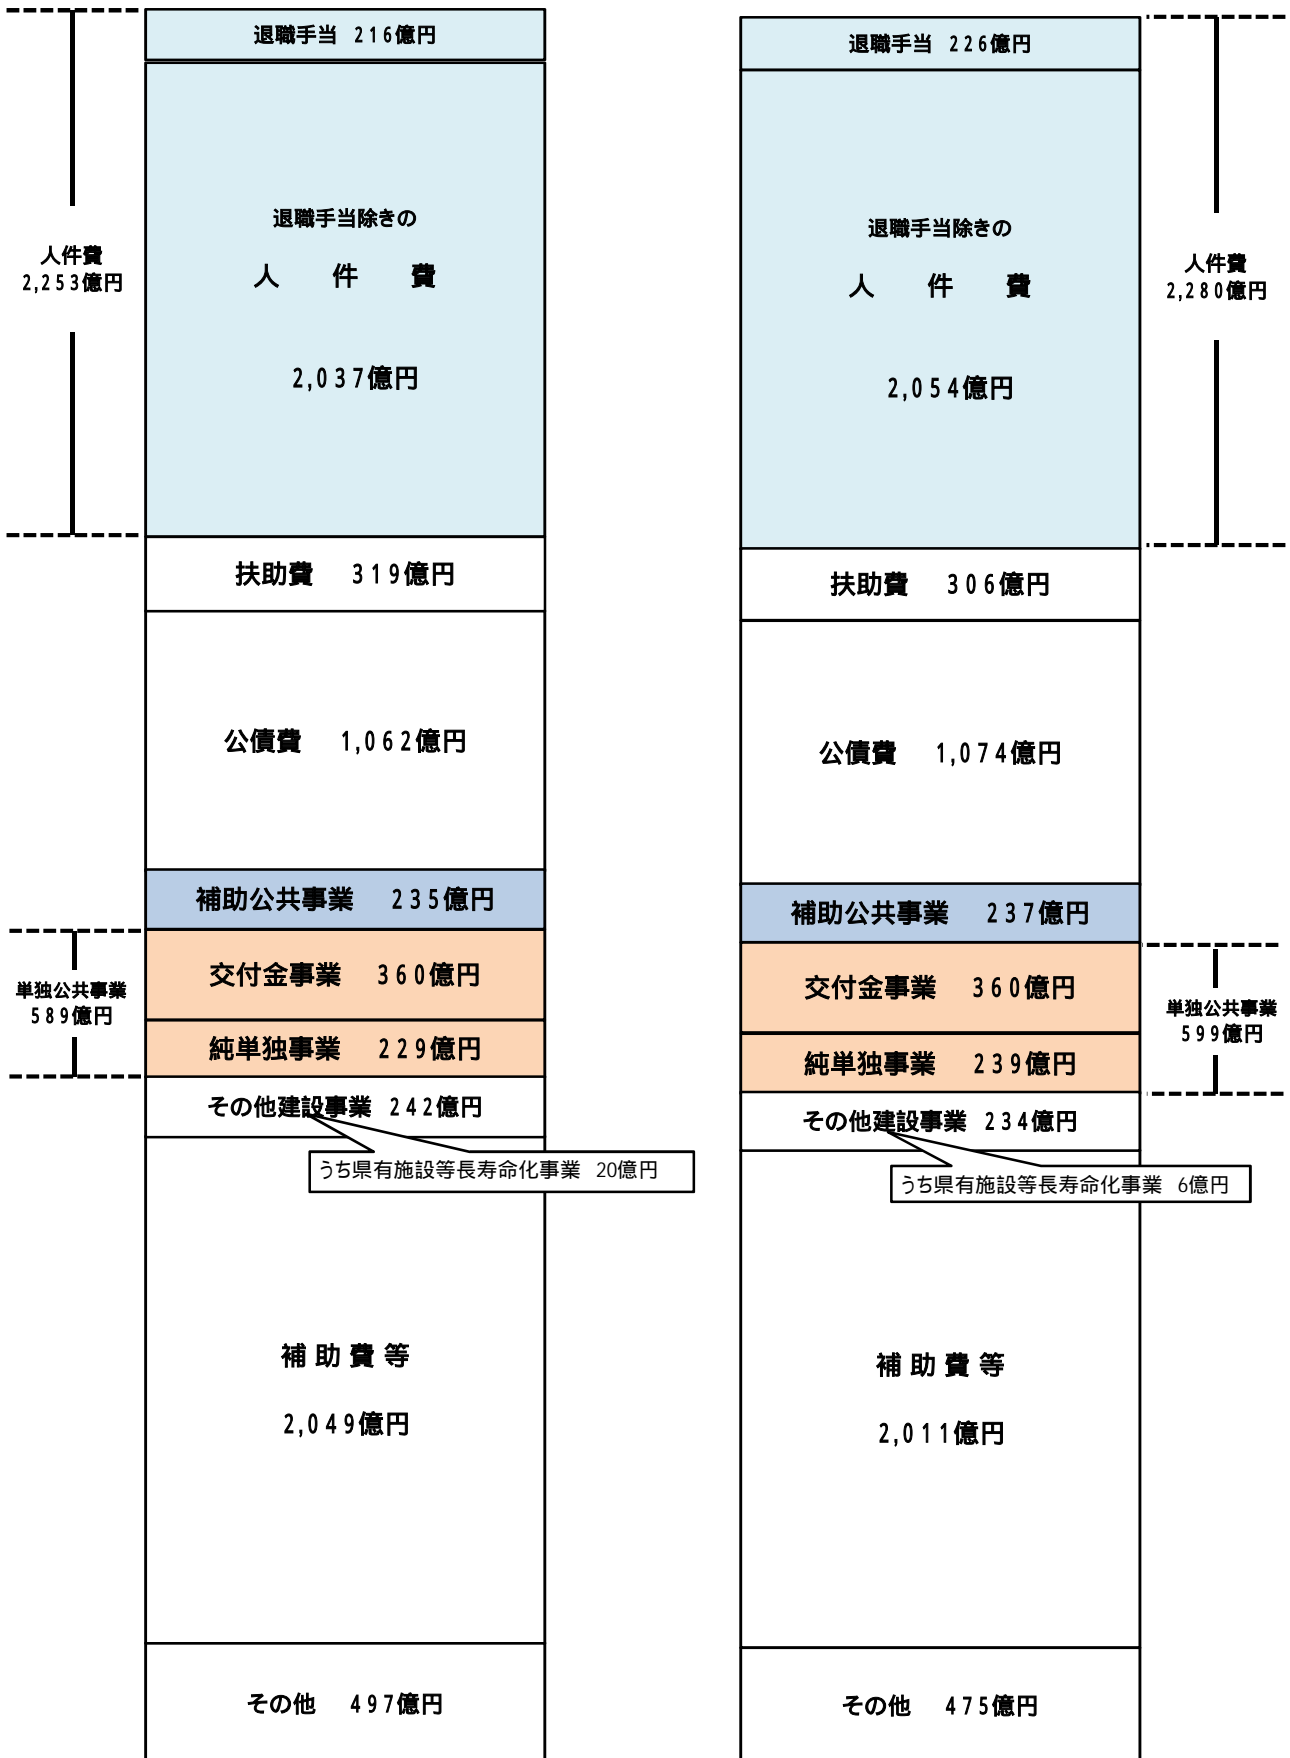 退職手当 216億円
人件費
2,253億円
退職手当除きの
人 件 費
2,037億円
扶助費 319億円
公債費 1,062億円
補助公共事業 235億円
単独公共事業
589億円
交付金事業 360億円
純単独事業 229億円
その他建設事業 242億円
うち県有施設等長寿命化事業 20億円
補助費等
2,049億円
その他 497億円
退職手当 226億円
退職手当除きの
人 件 費
2,054億円
人件費
2,280億円
扶助費 306億円
公債費 1,074億円
補助公共事業 237億円
交付金事業 360億円
純単独事業 239億円
単独公共事業
599億円
その他建設事業 234億円
うち県有施設等長寿命化事業 6億円
補助費等
2,011億円
その他 475億円